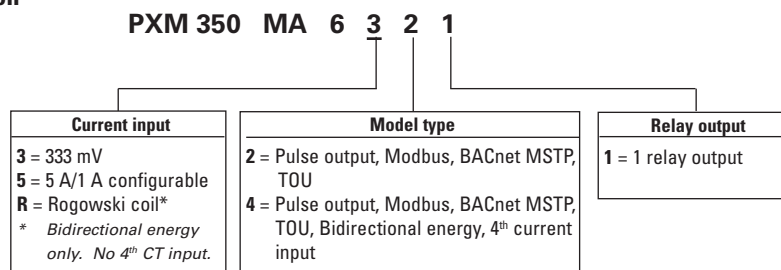 PXM 350 MA 6 3 2 1
Current input
3 = 333 mV
5 = 5 A/1 A configurable
R = Rogowski coil*
* Bidirectional energy
only. No 4th CT input.
Model type
2 = Pulse output, Modbus, BACnet MSTP,
TOU
4 = Pulse output, Modbus, BACnet MSTP,
TOU, Bidirectional energy, 4th current
input
Relay output
1 = 1 relay output